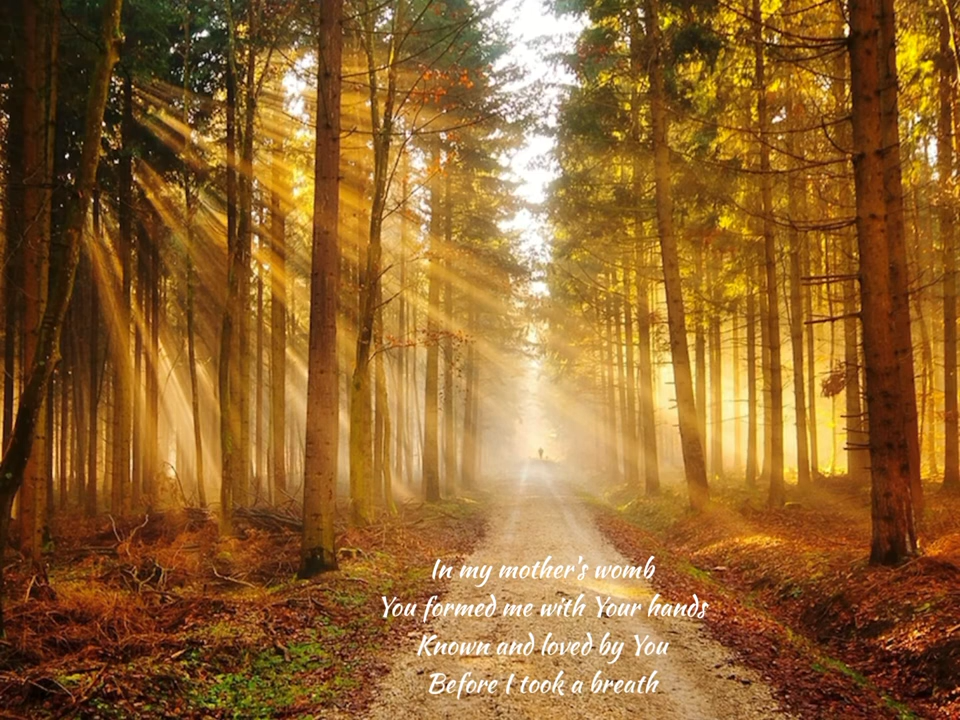 In my mother's womb
You formed me with Your hands
Known and loved by You
Before I took a breath